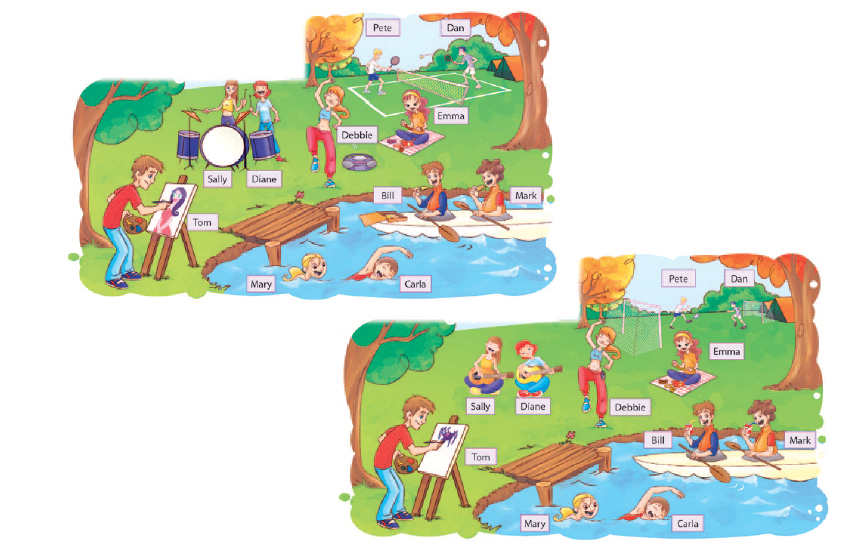 Pete
Dan
Emma
Debbie
Sally
Diane
Bill
Mark
Tom
Mary
Carla
Pete
Dan
Emma
Sally
Diane
Debbie
Bill
Mark
Tom
Mary
Carla